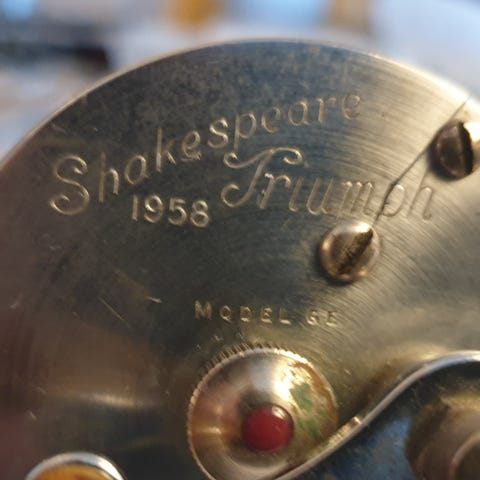 Shakespeare
1958 Triumph
MODEL GE